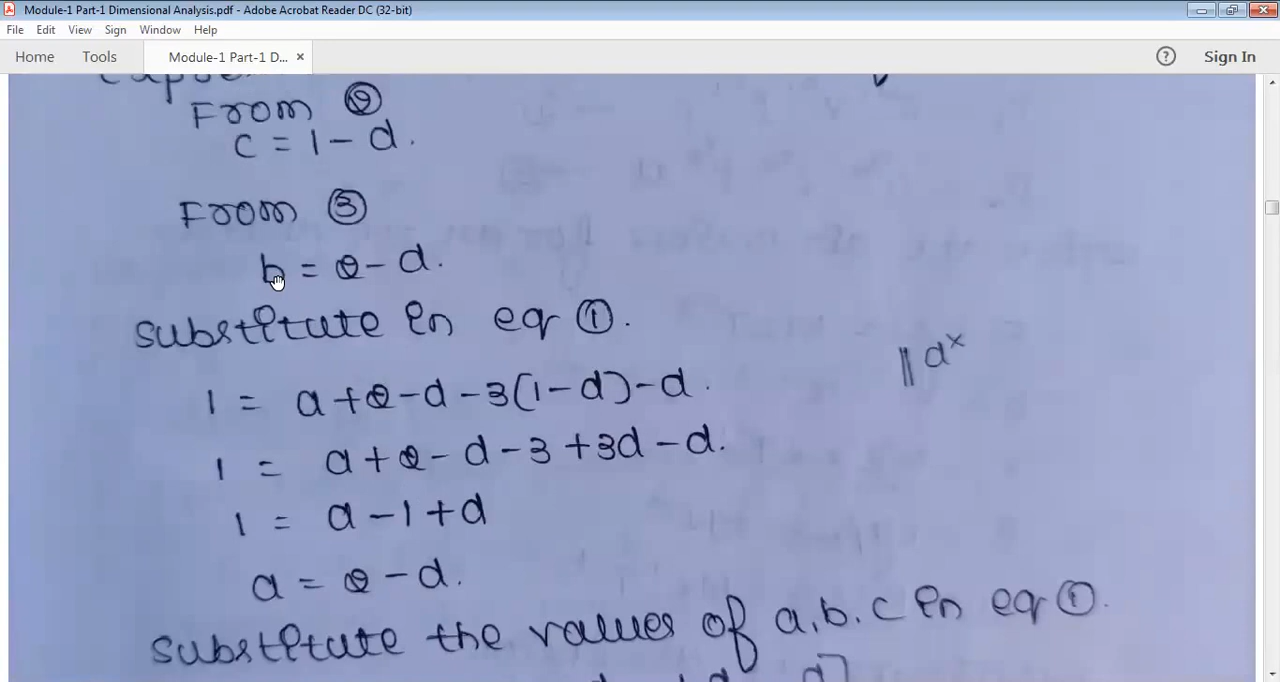 Module-1 Part-1 Dimensional Analysis.pdf - Adobe Acrobat Reader DC (32-bit)
File Edit View Sign Window Help
Home Tools Module-1 Part-1 D... × ? Sign In
From ②
c = 1 - d.
From ③
b = 2 - d.
substitute in eq ①.
1 = a + 2 - d - 3(1 - d) - d.
1 = a + 2 - d - 3 + 3d - d.
1 = a - 1 + d
a = 2 - d.
substitute the values of a, b, c in eq ①.